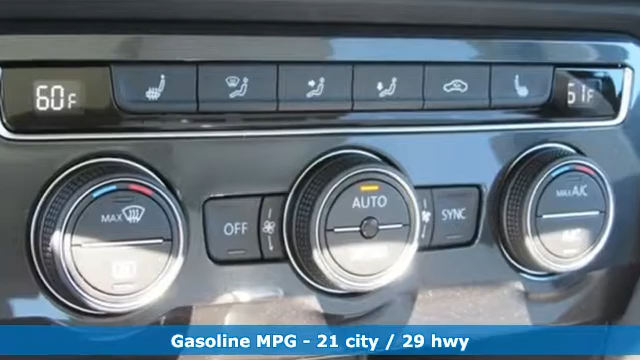 60F
61F
MAX
AUTO
MAX A/C
OFF
SYNC
Gasoline MPG - 21 city / 29 hwy